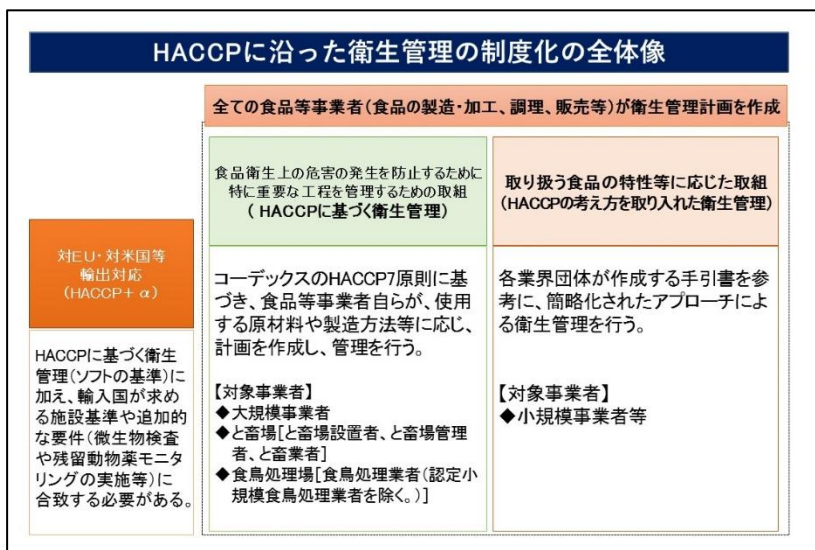 HACCPに沿った衛生管理の制度化の全体像
全ての食品等事業者(食品の製造・加工、調理、販売等)が衛生管理計画を作成
対EU・対米国等
輸出対応
(HACCP+α)
HACCPに基づく衛生
管理(ソフトの基準)に
加え、輸入国が求め
る施設基準や追加的
な要件(微生物検査
や残留動物薬モニタ
リングの実施等)に
合致する必要がある。
食品衛生上の危害の発生を防止するために
特に重要な工程を管理するための取組
(HACCPに基づく衛生管理)
コーデックスのHACCP7原則に基
づき、食品等事業者自らが、使用
する原材料や製造方法等に応じ、
計画を作成し、管理を行う。
【対象事業者】
◆大規模事業者
◆と畜場[と畜場設置者、と畜場管理
者、と畜業者]
◆食鳥処理場[食鳥処理業者(認定小
規模食鳥処理業者を除く。)]
取り扱う食品の特性等に応じた取組
(HACCPの考え方を取り入れた衛生管理)
各業界団体が作成する手引書を参
考に、簡略化されたアプローチによ
る衛生管理を行う。
【対象事業者】
◆小規模事業者等